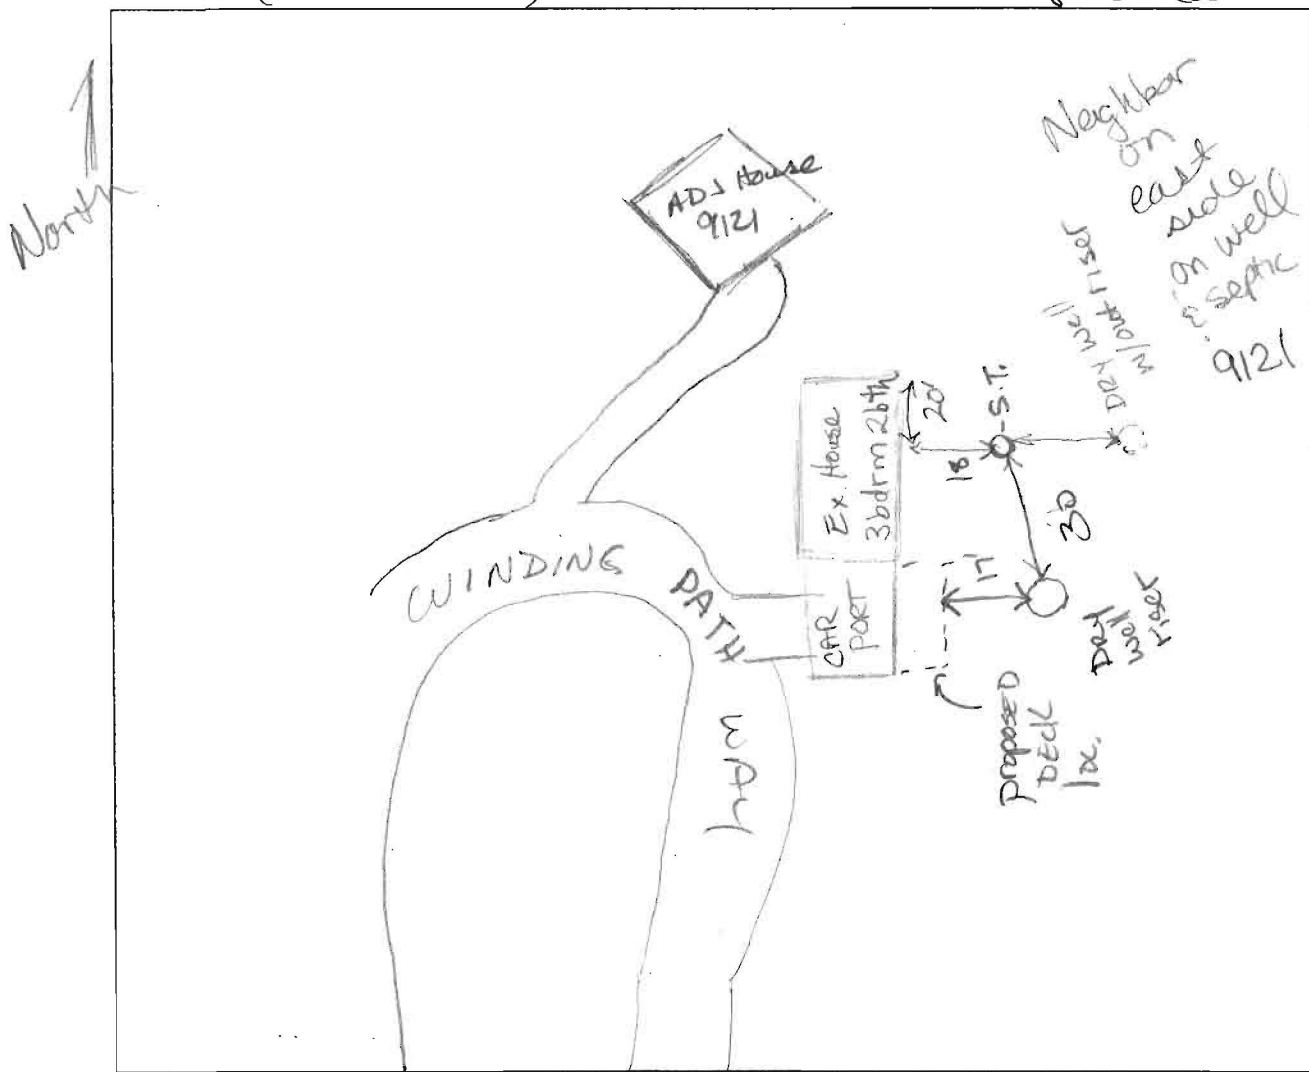 North
ADJ House
9121
Neighbor
on
east
side
on well
& septic
9121
DRY well
w/out riser
S.T.
20'
18
30
Ex. House
3bdrm 2bth
17
CAR
PORT
Dry
well
riser
proposed
DECK
loc.
WINDING
PATH
WAY